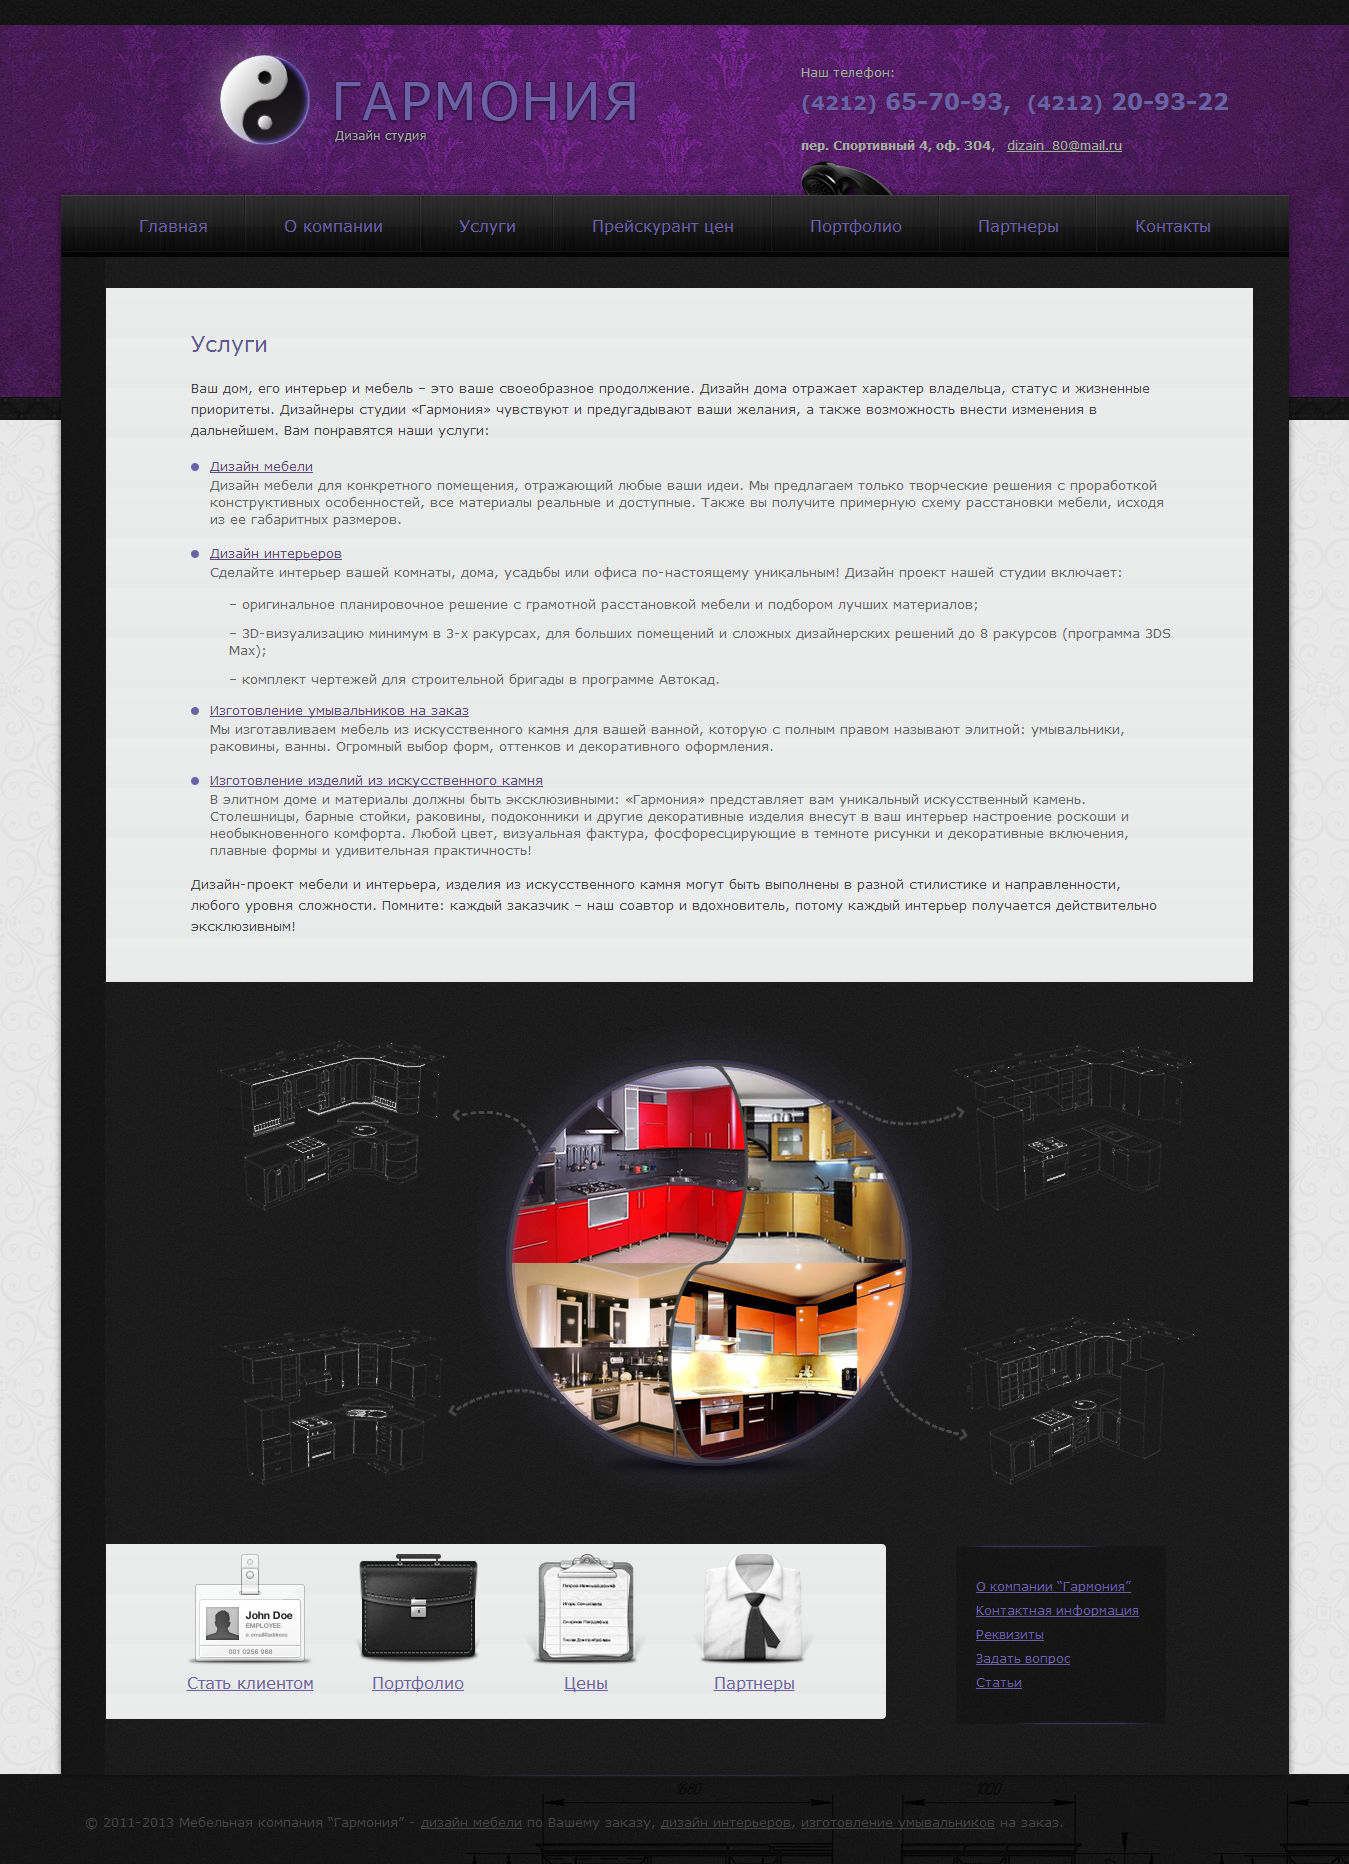 ГАРМОНИЯ
Дизайн студия
Наш телефон:
(4212) 65-70-93, (4212) 20-93-22
пер. Спортивный 4, оф. 304, dizain_80@mail.ru
Главная
О компании
Услуги
Прейскурант цен
Портфолио
Партнеры
Контакты
Услуги
Ваш дом, его интерьер и мебель – это ваше своеобразное продолжение. Дизайн дома отражает характер владельца, статус и жизненные
приоритеты. Дизайнеры студии «Гармония» чувствуют и предугадывают ваши желания, а также возможность внести изменения в
дальнейшем. Вам понравятся наши услуги:
Дизайн мебели
Дизайн мебели для конкретного помещения, отражающий любые ваши идеи. Мы предлагаем только творческие решения с проработкой
конструктивных особенностей, все материалы реальные и доступные. Также вы получите примерную схему расстановки мебели, исходя
из ее габаритных размеров.
Дизайн интерьеров
Сделайте интерьер вашей комнаты, дома, усадьбы или офиса по-настоящему уникальным! Дизайн проект нашей студии включает:
– оригинальное планировочное решение с грамотной расстановкой мебели и подбором лучших материалов;
– 3D-визуализацию минимум в 3-х ракурсах, для больших помещений и сложных дизайнерских решений до 8 ракурсов (программа 3DS
Max);
– комплект чертежей для строительной бригады в программе Автокад.
Изготовление умывальников на заказ
Мы изготавливаем мебель из искусственного камня для вашей ванной, которую с полным правом называют элитной: умывальники,
раковины, ванны. Огромный выбор форм, оттенков и декоративного оформления.
Изготовление изделий из искусственного камня
В элитном доме и материалы должны быть эксклюзивными: «Гармония» представляет вам уникальный искусственный камень.
Столешницы, барные стойки, раковины, подоконники и другие декоративные изделия внесут в ваш интерьер настроение роскоши и
необыкновенного комфорта. Любой цвет, визуальная фактура, фосфоресцирующие в темноте рисунки и декоративные включения,
плавные формы и удивительная практичность!
Дизайн-проект мебели и интерьера, изделия из искусственного камня могут быть выполнены в разной стилистике и направленности,
любого уровня сложности. Помните: каждый заказчик – наш соавтор и вдохновитель, потому каждый интерьер получается действительно
эксклюзивным!
John Doe
EMPLOYEE
e.email@address
001 0256 988
Стать клиентом
Портфолио
Цены
Партнеры
О компании “Гармония”
Контактная информация
Реквизиты
Задать вопрос
Статьи
1680
1000
© 2011-2013 Мебельная компания “Гармония” - дизайн мебели по Вашему заказу, дизайн интерьеров, изготовление умывальников на заказ.